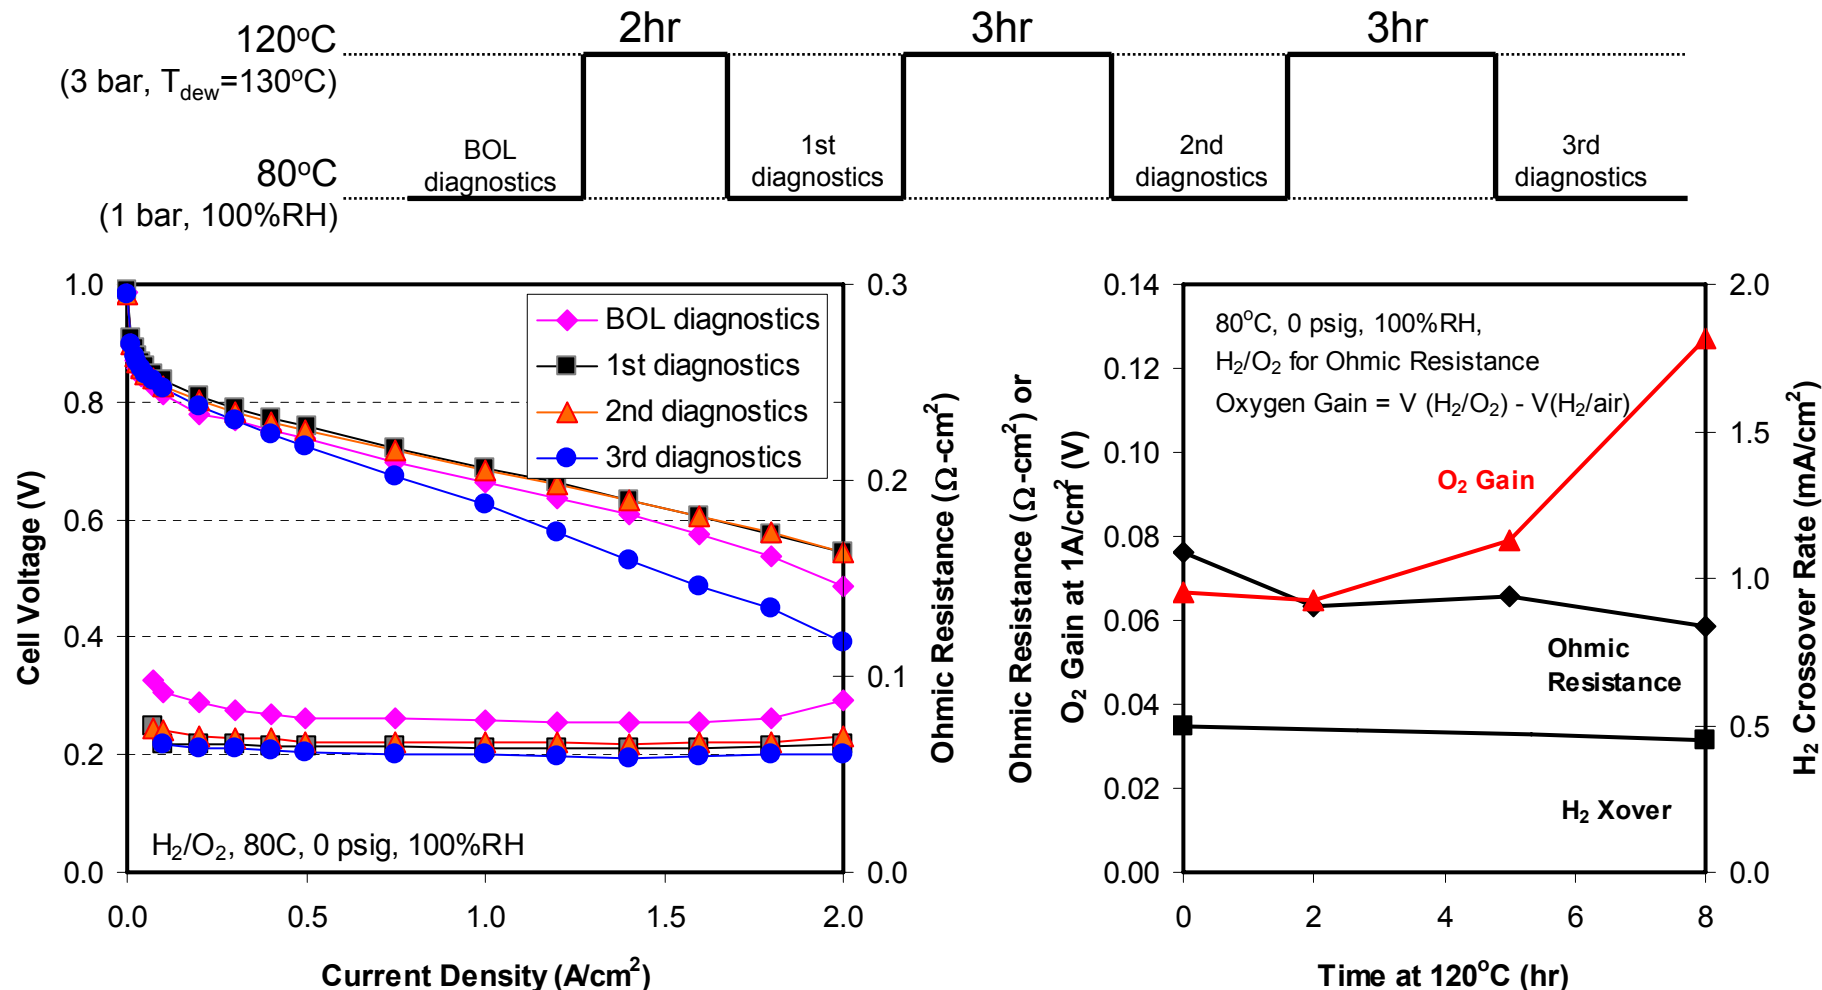 2hr
3hr
3hr
120°C
(3 bar, Tdew=130°C)
BOL
diagnostics
1st
diagnostics
2nd
diagnostics
3rd
diagnostics
80°C
(1 bar, 100%RH)
1.0
0.8
0.6
0.4
0.2
0.0
Cell Voltage (V)
BOL diagnostics
1st diagnostics
2nd diagnostics
3rd diagnostics
H₂/O₂, 80C, 0 psig, 100%RH
0.3
0.2
0.1
0.0
Ohmic Resistance (Ω-cm²)
0.0
0.5
1.0
1.5
2.0
Current Density (A/cm²)
Ohmic Resistance (Ω-cm²) or
O₂ Gain at 1A/cm² (V)
0.14
0.12
0.10
0.08
0.06
0.04
0.02
0.00
80°C, 0 psig, 100%RH,
H₂/O₂ for Ohmic Resistance
Oxygen Gain = V (H₂/O₂) - V(H₂/air)
O₂ Gain
Ohmic
Resistance
H₂ Xover
2.0
1.5
1.0
0.5
0.0
H₂ Crossover Rate (mA/cm²)
0
2
4
6
8
Time at 120°C (hr)